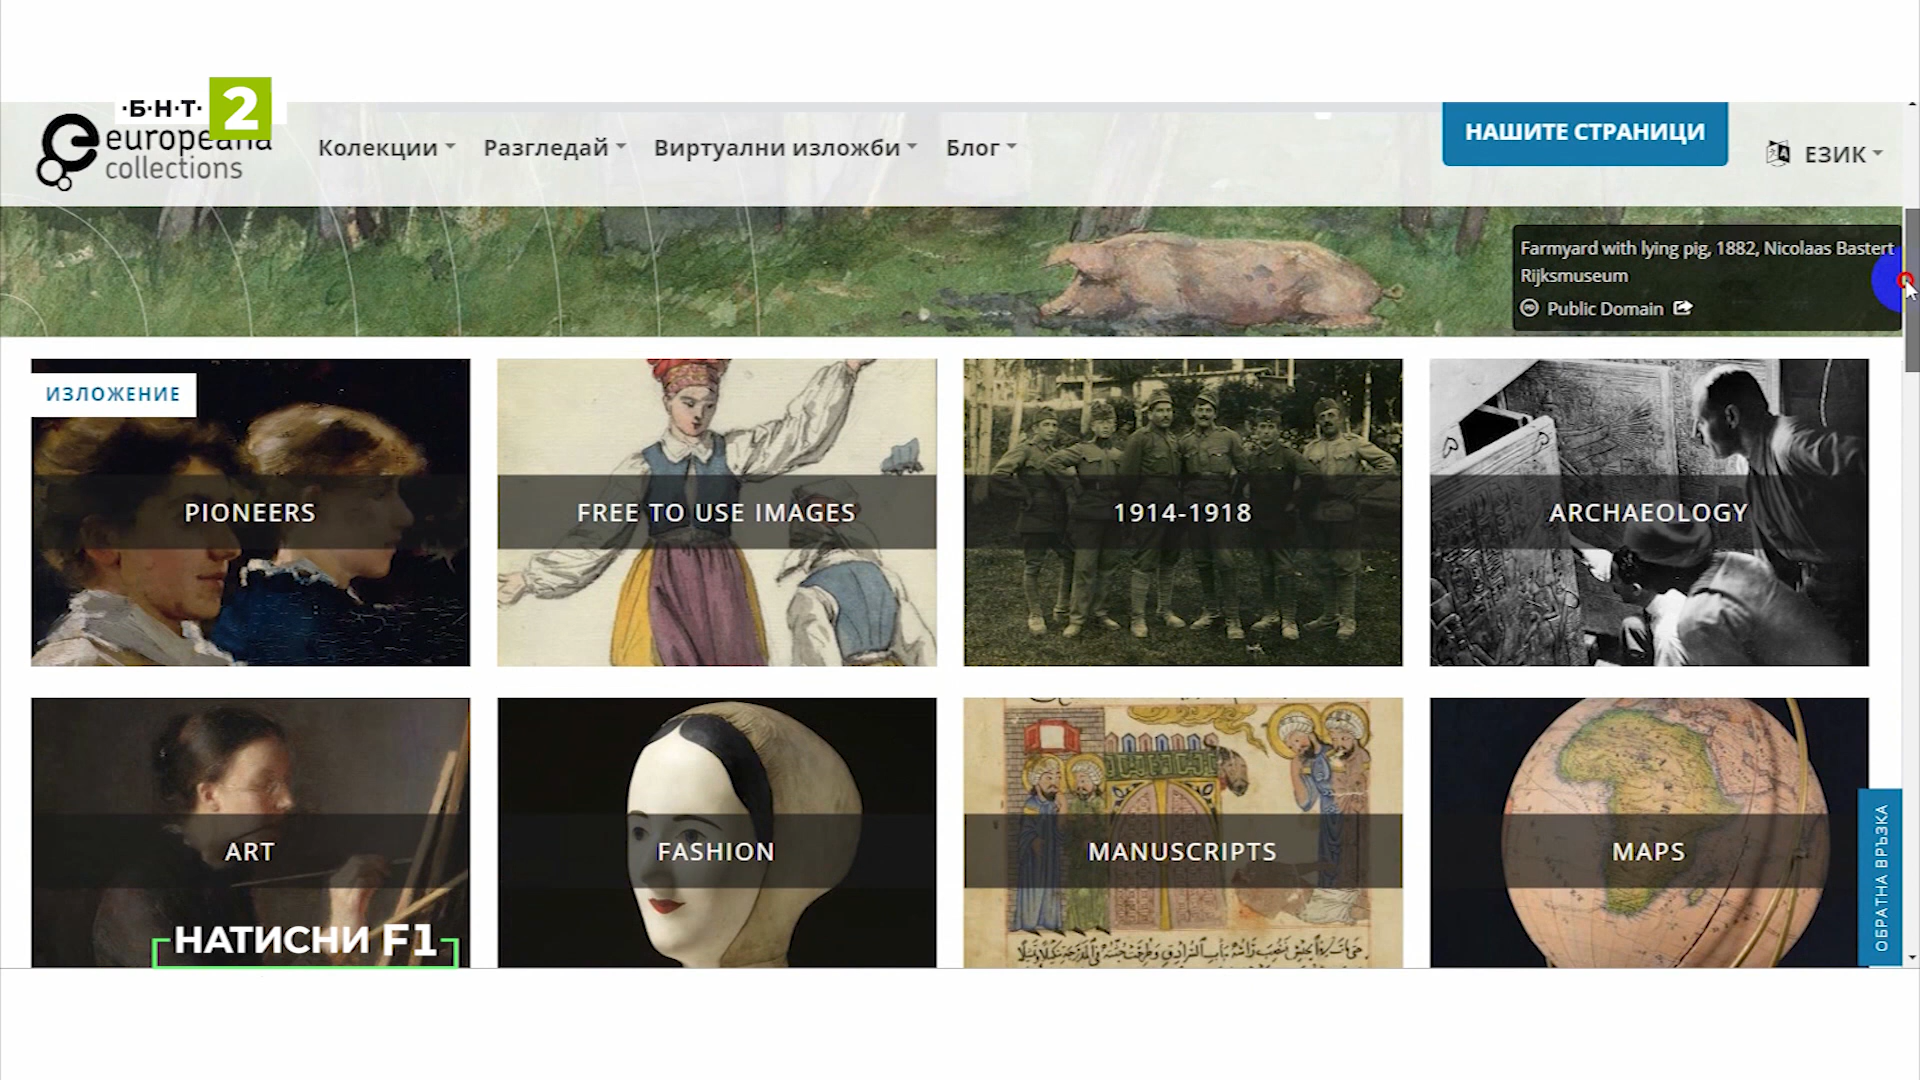 ·Б·Н·Т· 2
europeana
collections
Колекции
Разгледай
Виртуални изложби
Блог
НАШИТЕ СТРАНИЦИ
ЕЗИК
Farmyard with lying pig, 1882, Nicolaas Bastert
Rijksmuseum
Public Domain
ИЗЛОЖЕНИЕ
PIONEERS
FREE TO USE IMAGES
1914-1918
ARCHAEOLOGY
ART
FASHION
MANUSCRIPTS
MAPS
ОБРАТНА ВРЪЗКА
НАТИСНИ F1